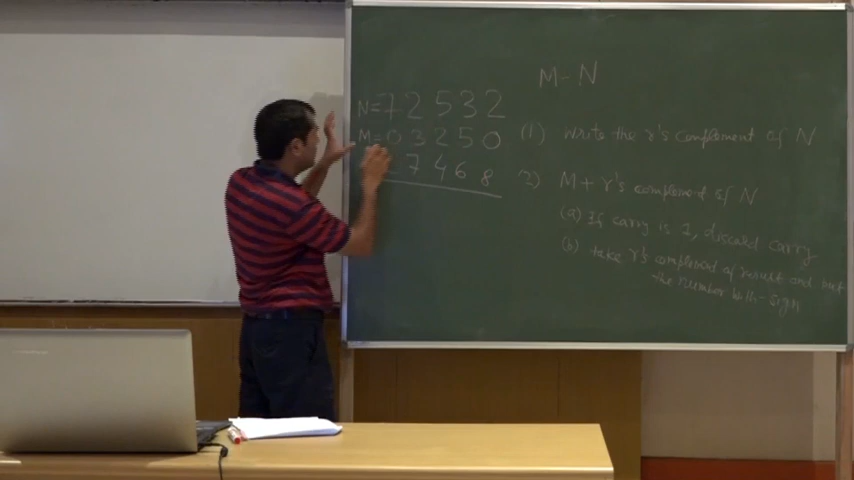 M-N
N=72532
M=03250
27468
(1) write the r's complement of N
2) M+r's complement of N
(a) If carry is 1, discard carry
(b) take r's complement of result and put
the number with - sign